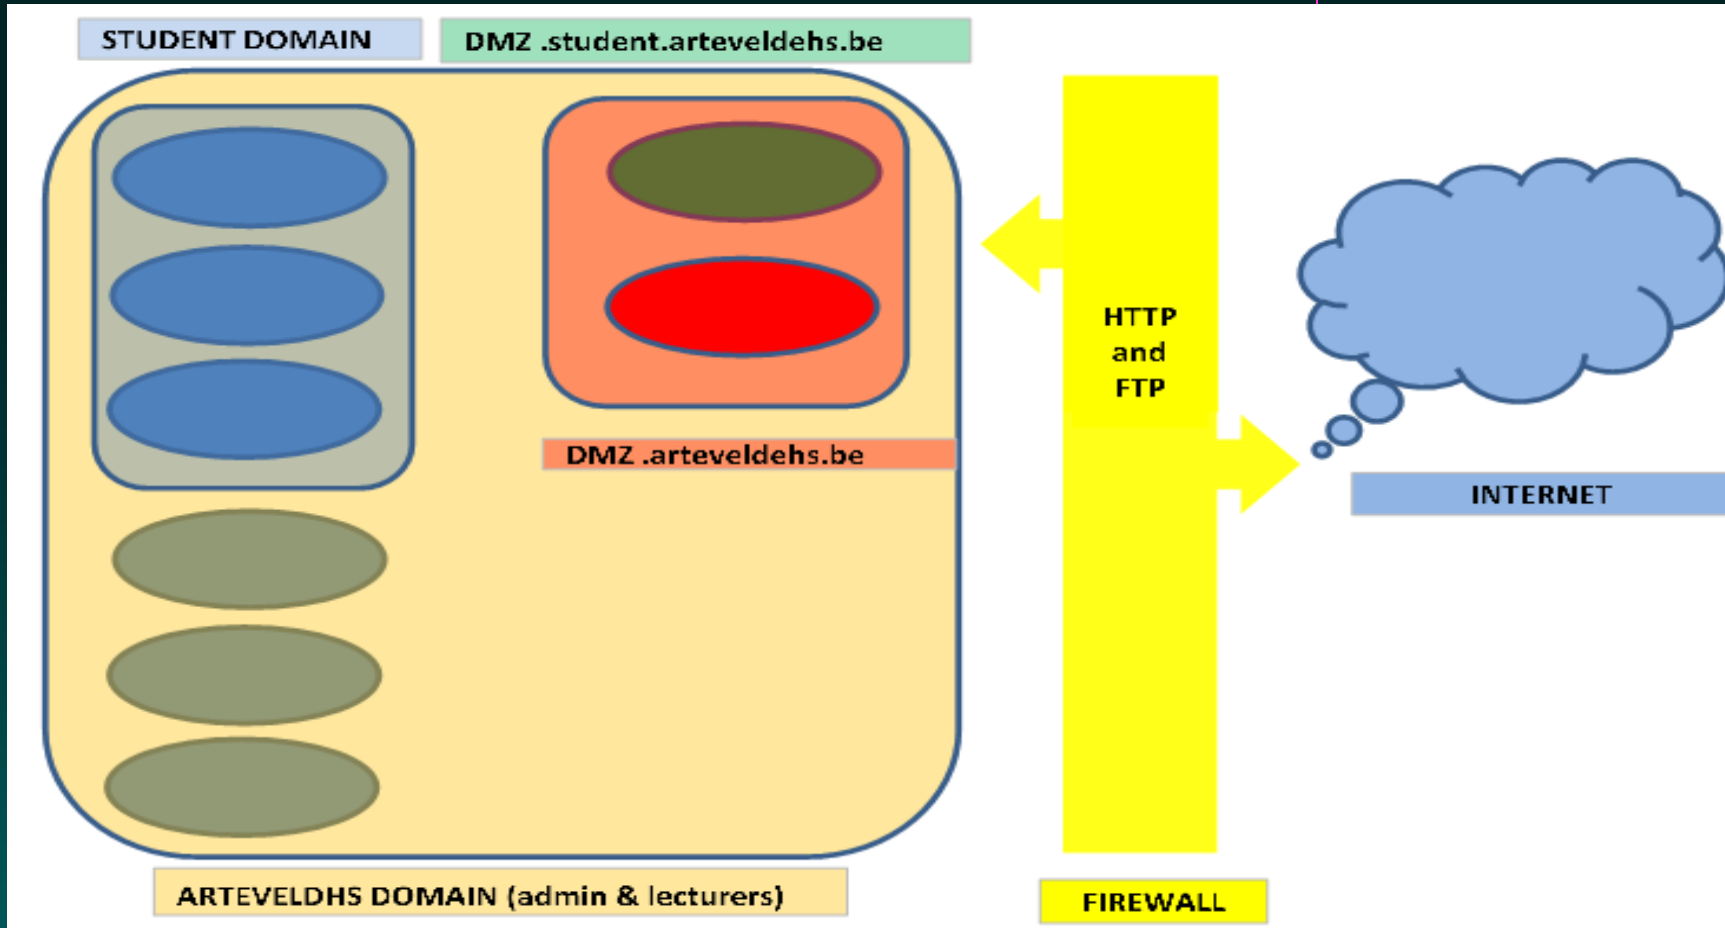 STUDENT DOMAIN
DMZ .student.arteveldehs.be
HTTP
and
FTP
DMZ .arteveldehs.be
INTERNET
ARTEVELDHS DOMAIN (admin & lecturers)
FIREWALL